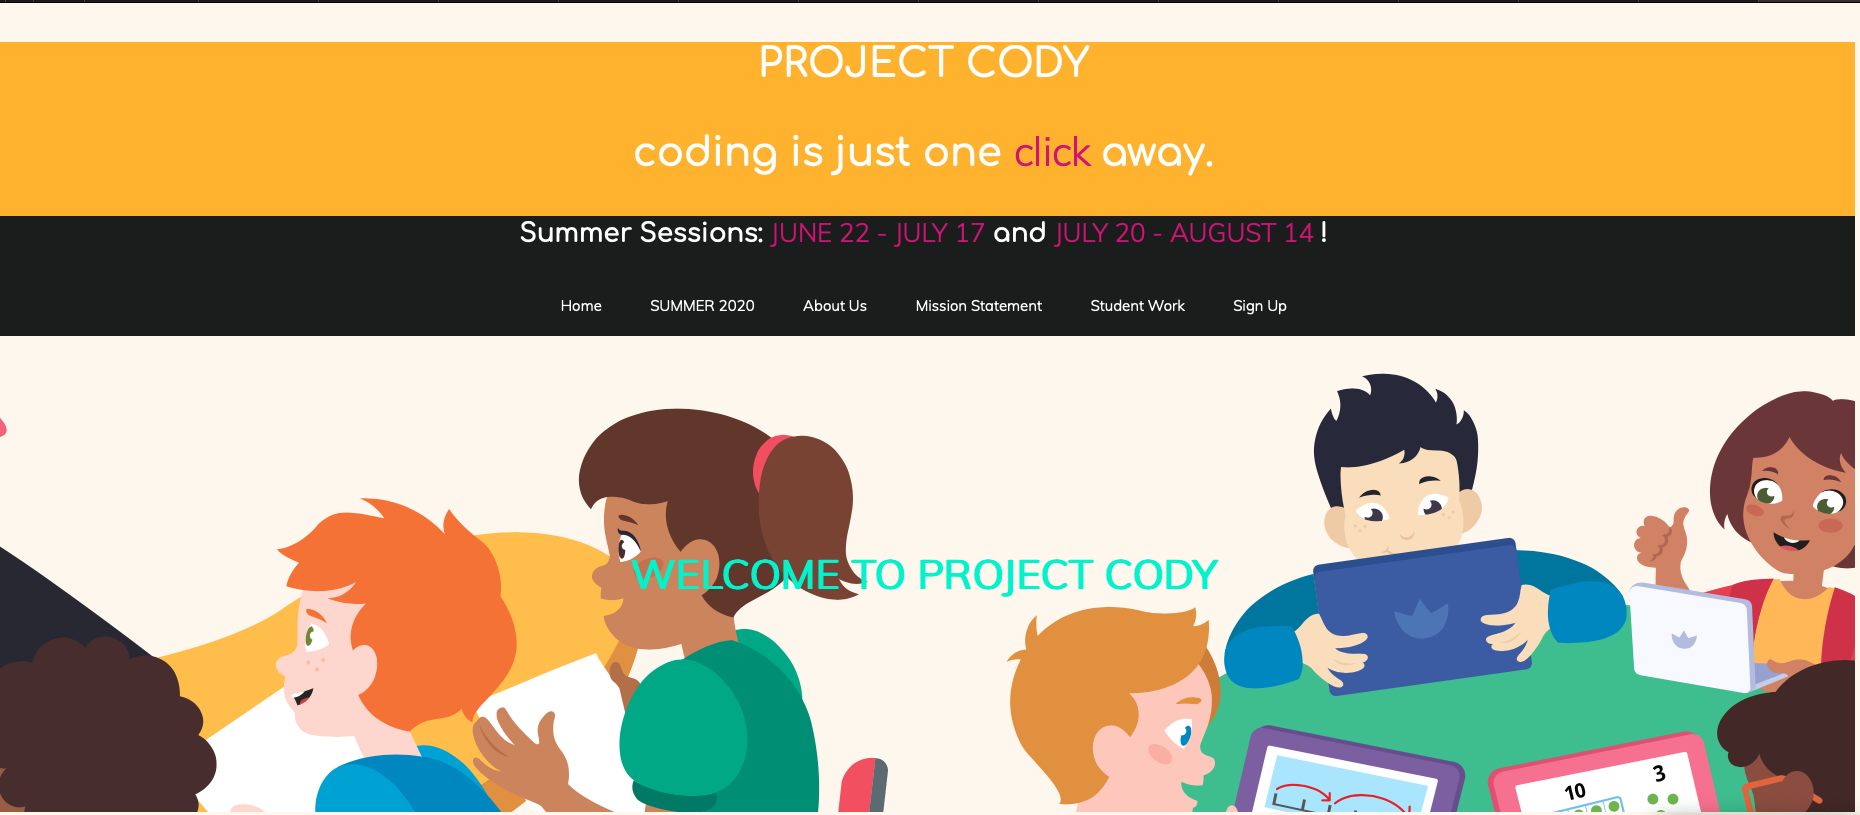 PROJECT CODY
coding is just one click away.
Summer Sessions: JUNE 22 - JULY 17 and JULY 20 - AUGUST 14 !
Home SUMMER 2020 About Us Mission Statement Student Work Sign Up
WELCOME TO PROJECT CODY
3
10